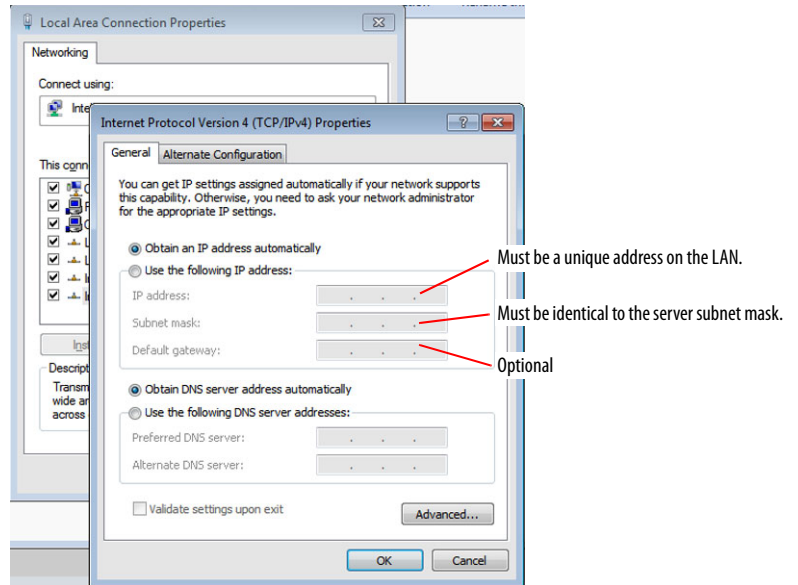 Local Area Connection Properties
Networking
Connect using:
This conn
Descript
Transm
wide ar
across
Internet Protocol Version 4 (TCP/IPv4) Properties
General
Alternate Configuration
You can get IP settings assigned automatically if your network supports
this capability. Otherwise, you need to ask your network administrator
for the appropriate IP settings.
Obtain an IP address automatically
Use the following IP address:
IP address:
Subnet mask:
Default gateway:
Obtain DNS server address automatically
Use the following DNS server addresses:
Preferred DNS server:
Alternate DNS server:
Validate settings upon exit
Advanced...
OK
Cancel
Must be a unique address on the LAN.
Must be identical to the server subnet mask.
Optional